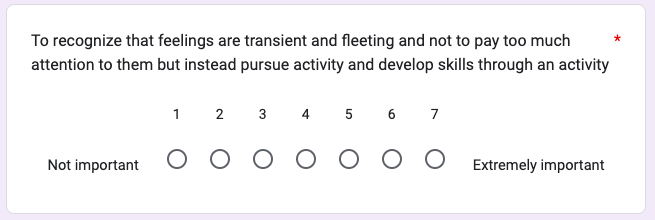 To recognize that feelings are transient and fleeting and not to pay too much *
attention to them but instead pursue activity and develop skills through an activity
1 2 3 4 5 6 7
Not important Extremely important